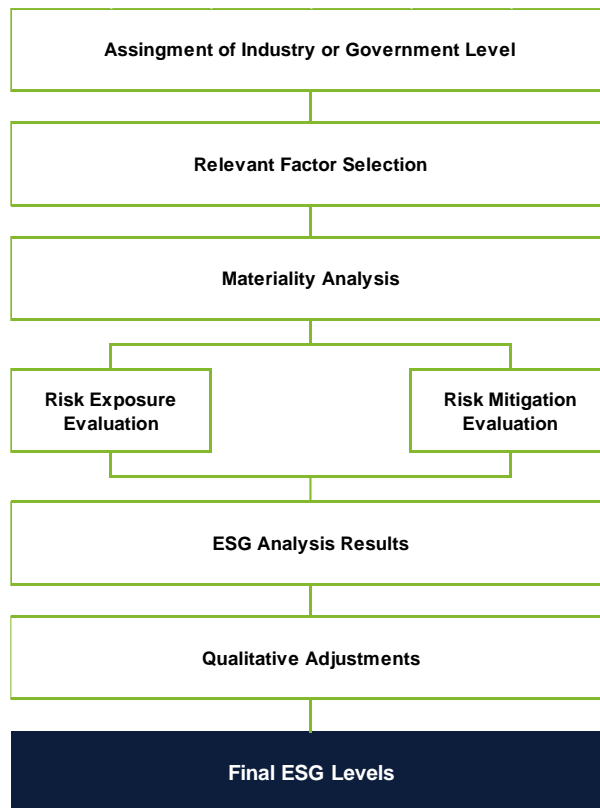 Assingment of Industry or Government Level
Relevant Factor Selection
Materiality Analysis
Risk Exposure
Evaluation
Risk Mitigation
Evaluation
ESG Analysis Results
Qualitative Adjustments
Final ESG Levels